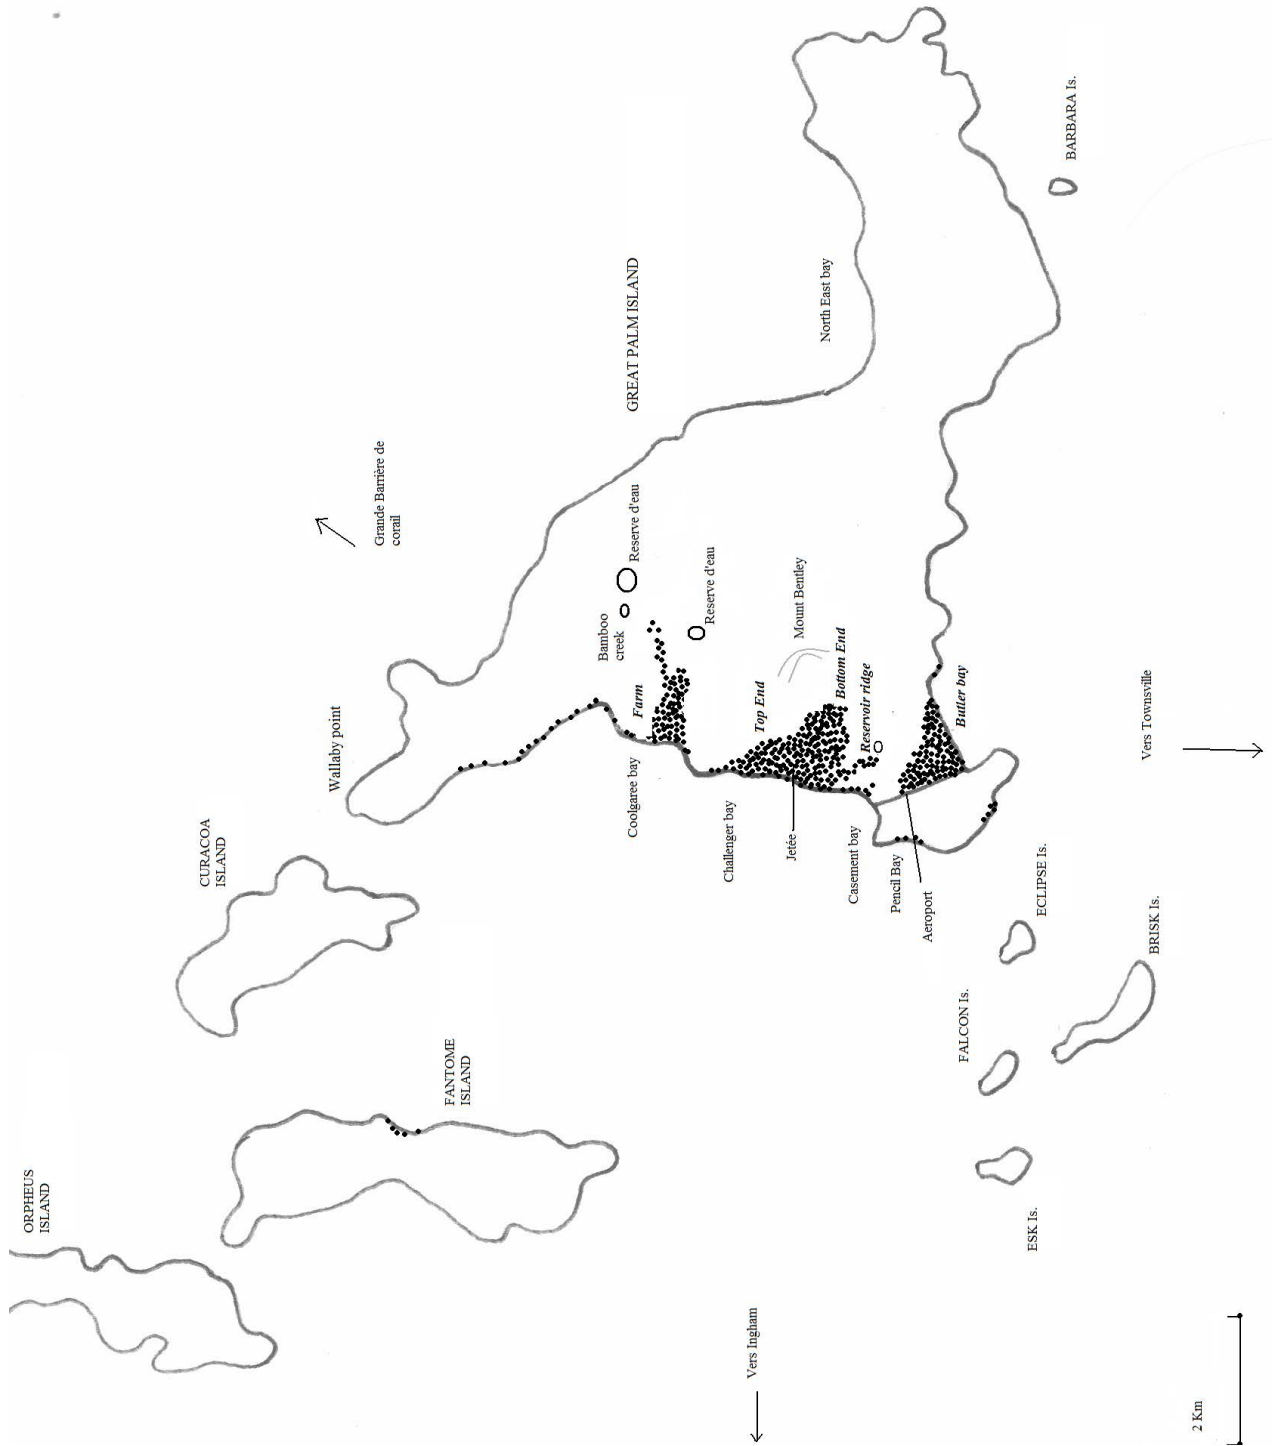 BARBARA Is.
GREAT PALM ISLAND
North East bay
Grande Barrière de
corail
Reserve d'eau
Bamboo
creek
Reserve d'eau
Mount Bentley
Farm
Top End
Bottom End
Reservoir ridge
Butler bay
Wallaby point
Coolgaree bay
Challenger bay
Jetée
Casement bay
Pencil Bay
Aeroport
Vers Townsville
CURACOA
ISLAND
ECLIPSE Is.
BRISK Is.
FALCON Is.
FANTOME
ISLAND
ORPHEUS
ISLAND
ESK Is.
Vers Ingham
2 Km